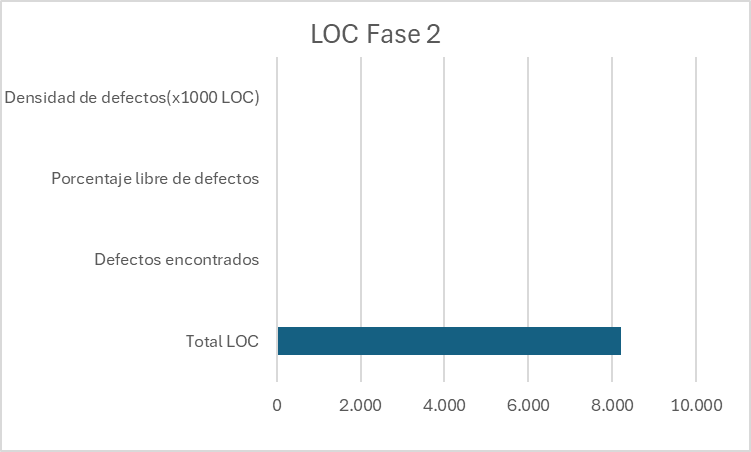 LOC Fase 2
Densidad de defectos(x1000 LOC)
Porcentaje libre de defectos
Defectos encontrados
Total LOC
0 2.000 4.000 6.000 8.000 10.000